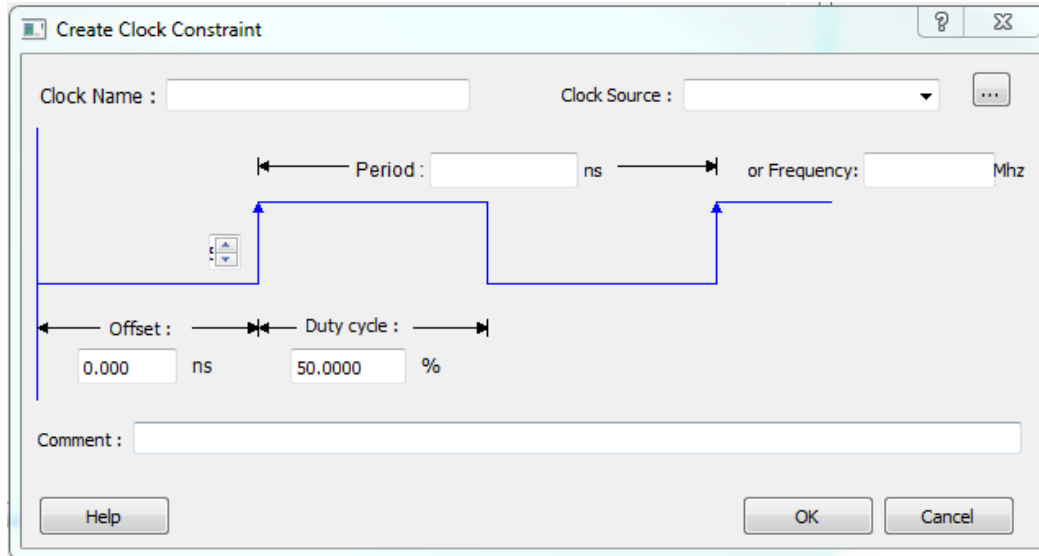 Create Clock Constraint
Clock Name :
Clock Source :
...
Period :
ns
or Frequency:
Mhz
Offset :
Duty cycle :
0.000
ns
50.0000
%
Comment :
Help
OK
Cancel